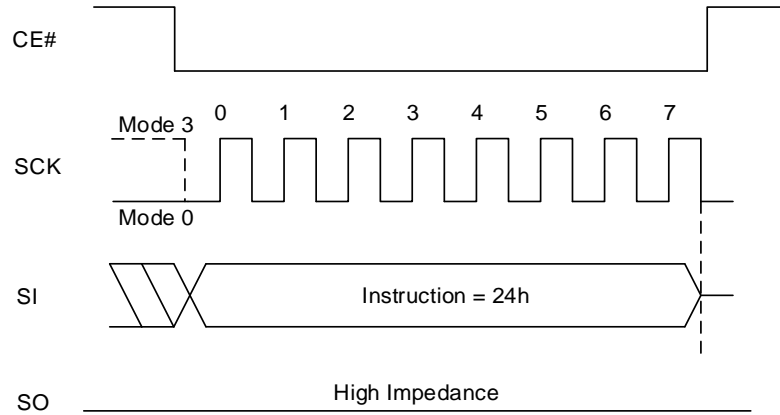 CE#
0 1 2 3 4 5 6 7
Mode 3
SCK
Mode 0
SI
Instruction = 24h
High Impedance
SO